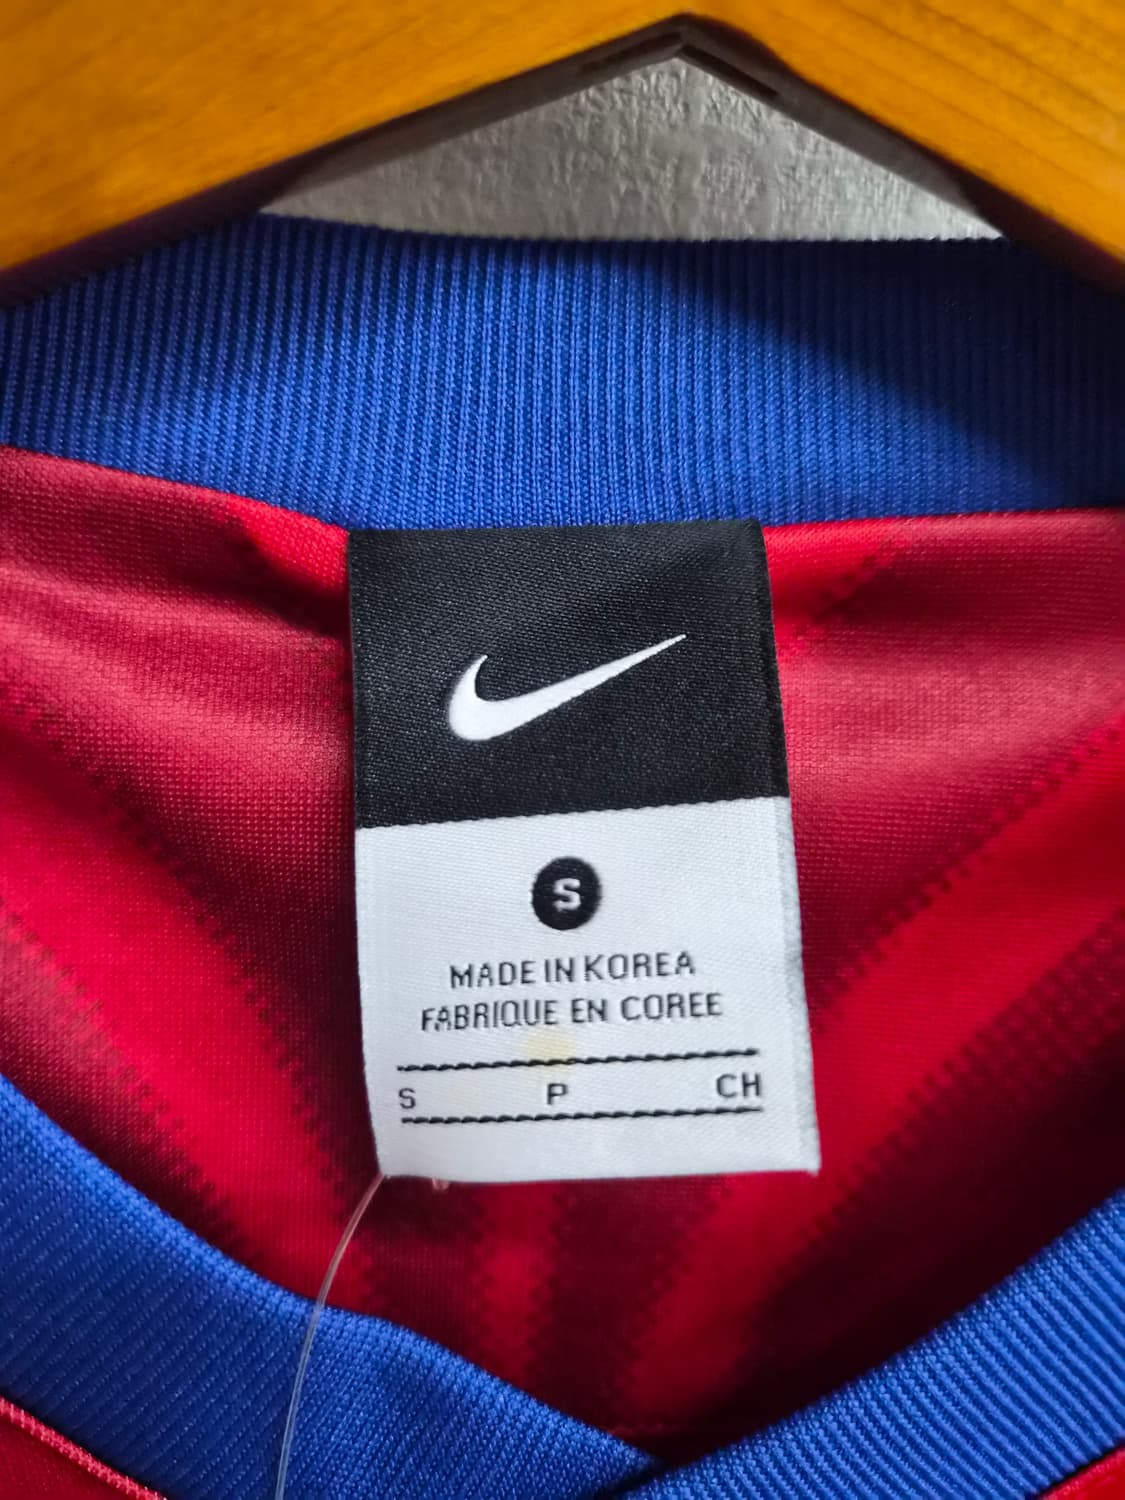 S
MADE IN KOREA
FABRIQUE EN COREE
S P CH